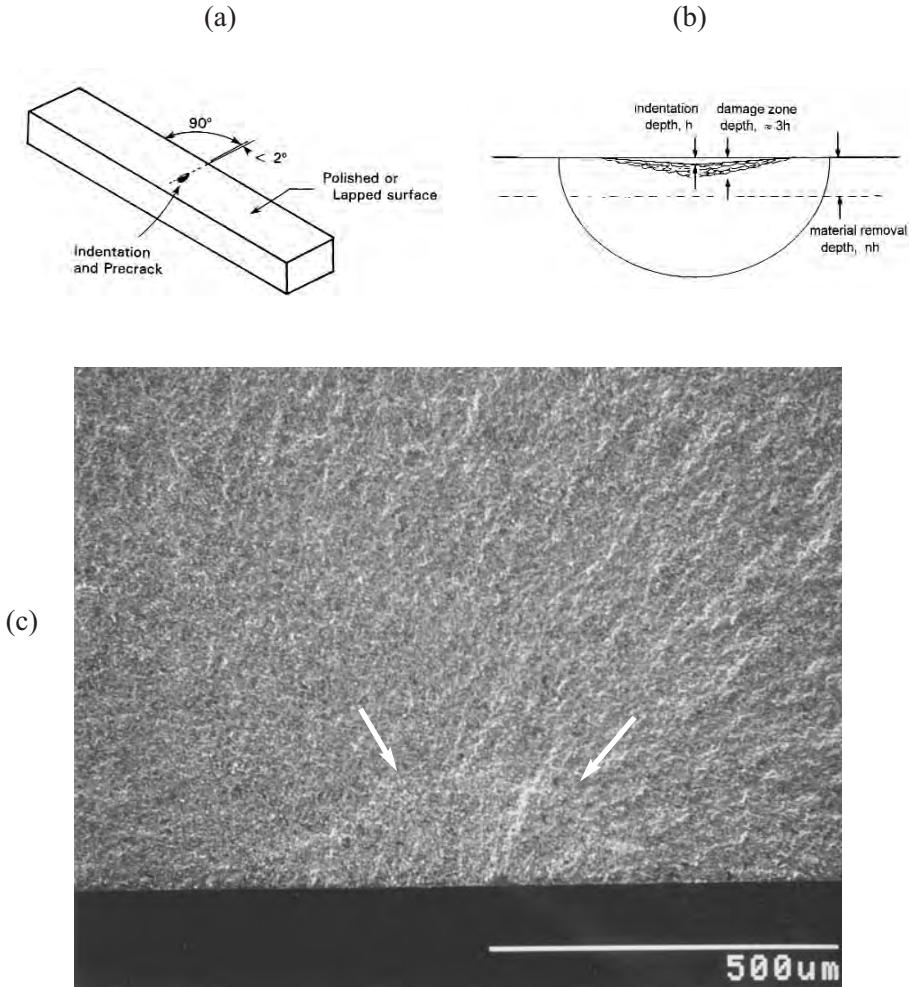 (a)
(b)
90°
< 2°
Polished or
Lapped surface
Indentation
and Precrack
indentation
depth, h
damage zone
depth, ≈ 3h
material removal
depth, nh
(c)
500um